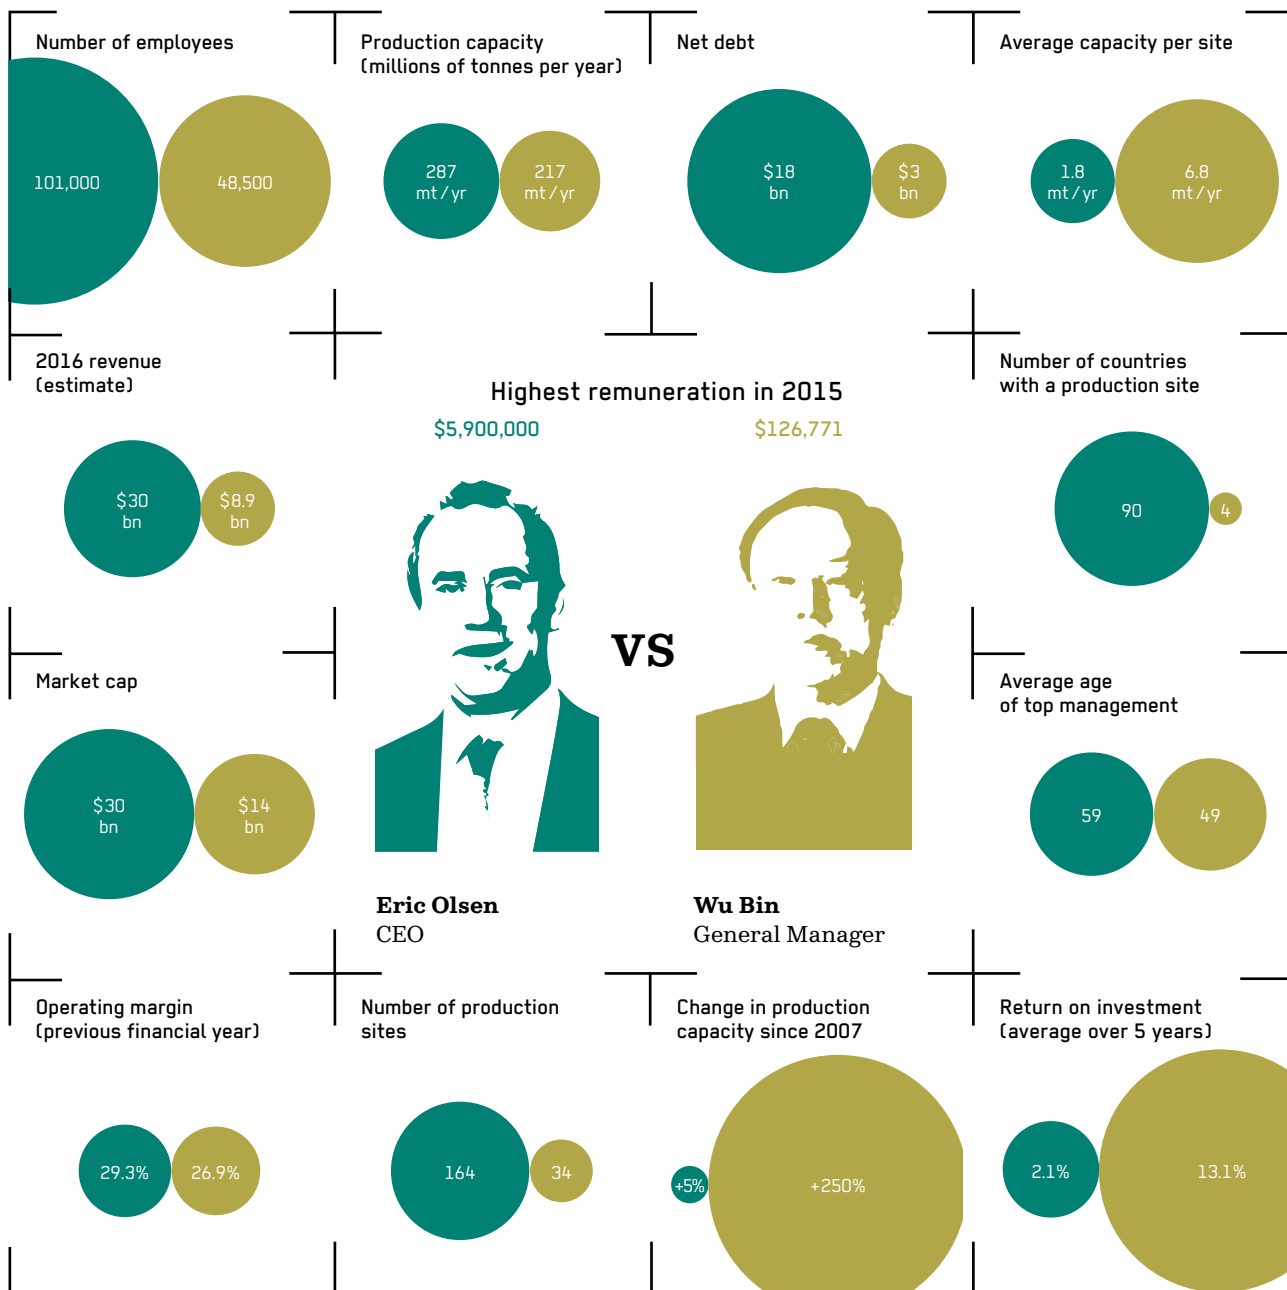 Number of employees
101,000
48,500
Production capacity
(millions of tonnes per year)
287
mt/yr
217
mt/yr
Net debt
$18
bn
$3
bn
Average capacity per site
1.8
mt/yr
6.8
mt/yr
2016 revenue
(estimate)
$30
bn
$8.9
bn
Highest remuneration in 2015
$5,900,000
$126,771
vs
Eric Olsen
CEO
Wu Bin
General Manager
Number of countries
with a production site
90
4
Market cap
$30
bn
$14
bn
Average age
of top management
59
49
Operating margin
(previous financial year)
29.3%
26.9%
Number of production
sites
164
34
Change in production
capacity since 2007
+5%
+250%
Return on investment
(average over 5 years)
2.1%
13.1%